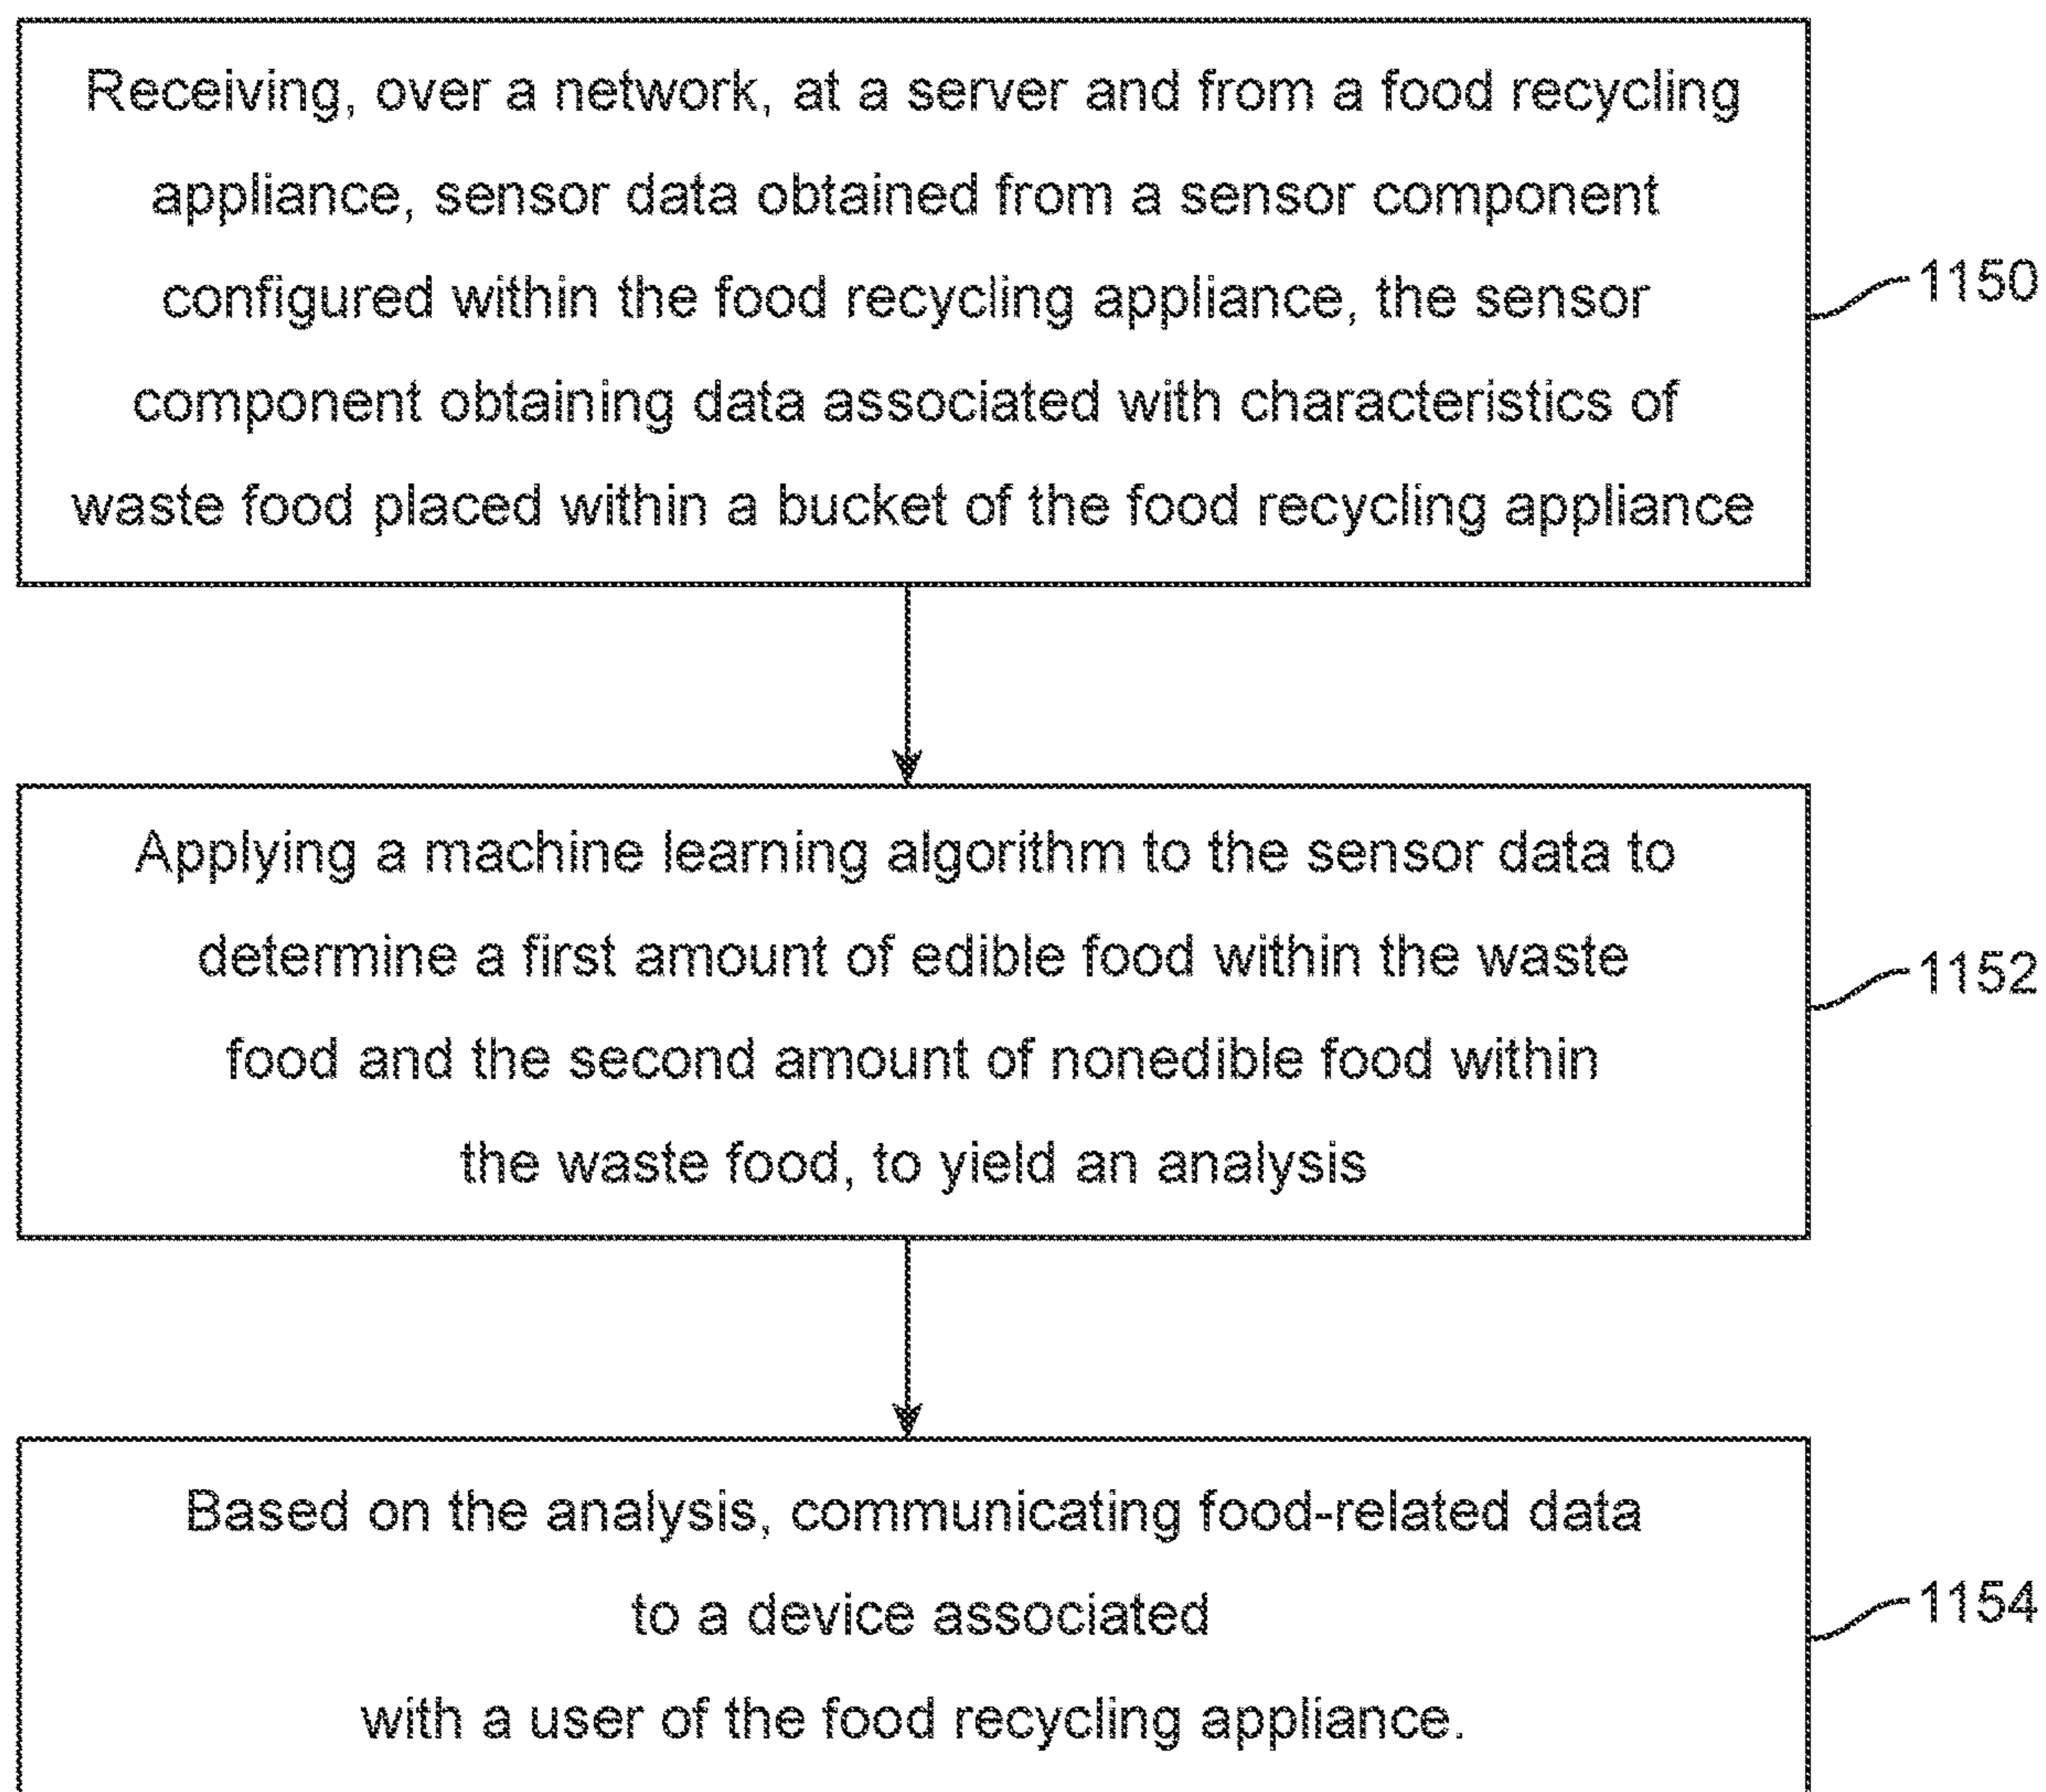 Receiving, over a network, at a server and from a food recycling
appliance, sensor data obtained from a sensor component
configured within the food recycling appliance, the sensor
component obtaining data associated with characteristics of
waste food placed within a bucket of the food recycling appliance
1150
Applying a machine learning algorithm to the sensor data to
determine a first amount of edible food within the waste
food and the second amount of nonedible food within
the waste food, to yield an analysis
1152
Based on the analysis, communicating food-related data
to a device associated
with a user of the food recycling appliance.
1154